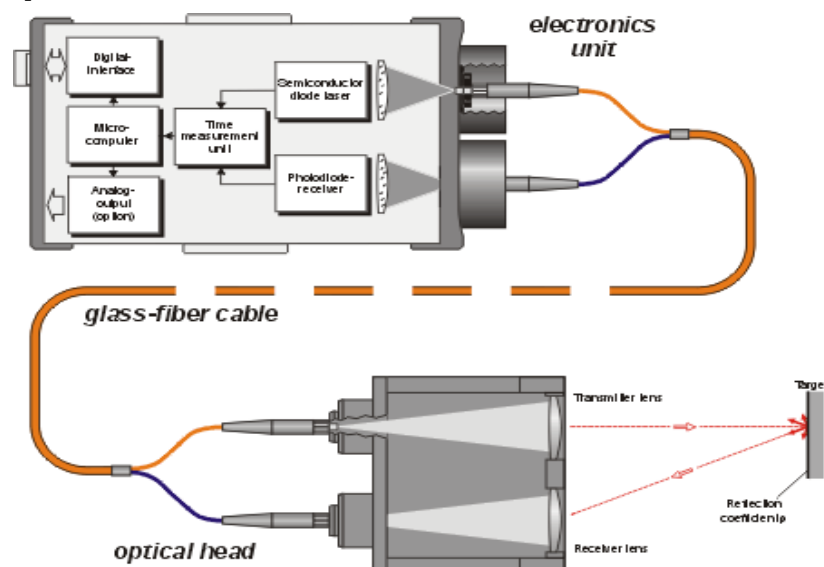 electronics
unit
Digital-
interface
Semiconductor
diode laser
Micro-
computer
Time
measurement
unit
Photodiode-
receiver
Analog-
output
(option)
glass-fiber cable
Transmitter lens
Target
Reflection
coefficient ρ
optical head
Receiver lens